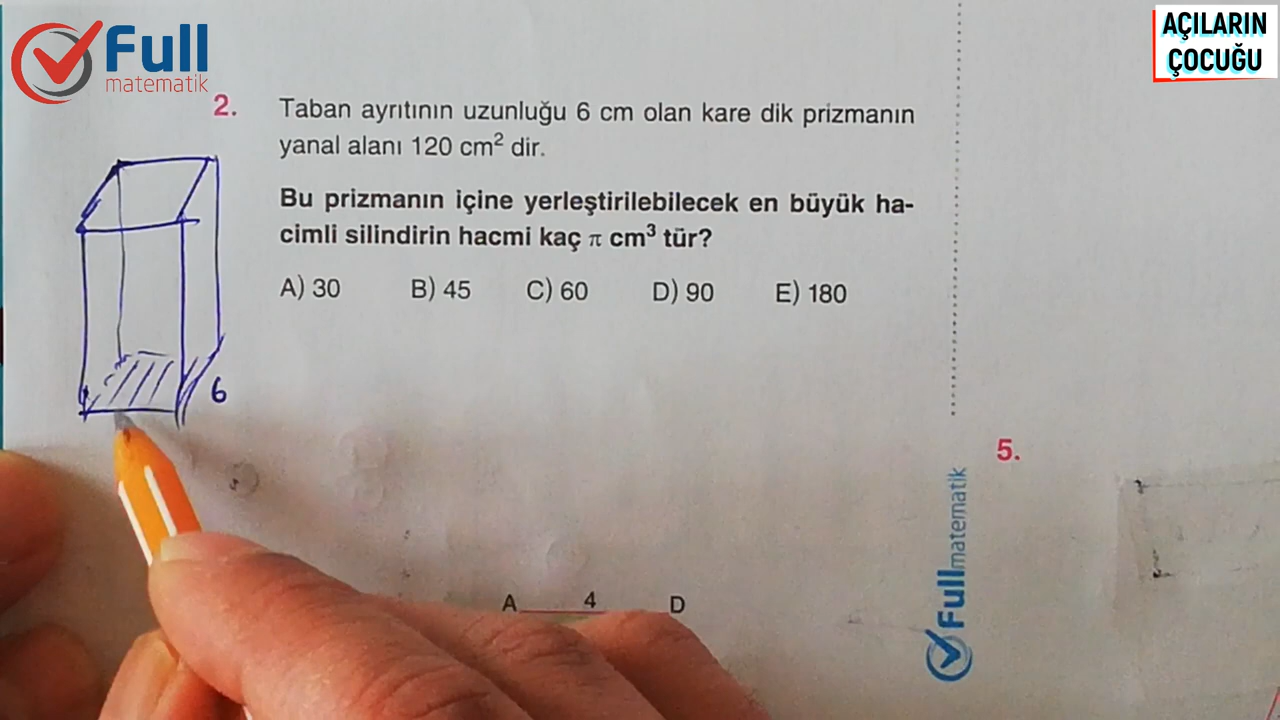 Full
matematik
AÇILARIN
ÇOCUĞU
2. Taban ayrıtının uzunluğu 6 cm olan kare dik prizmanın
yanal alanı 120 cm² dir.
Bu prizmanın içine yerleştirilebilecek en büyük ha-
cimli silindirin hacmi kaç π cm³ tür?
A) 30 B) 45 C) 60 D) 90 E) 180
6
A 4 D
5.
Fullmatematik